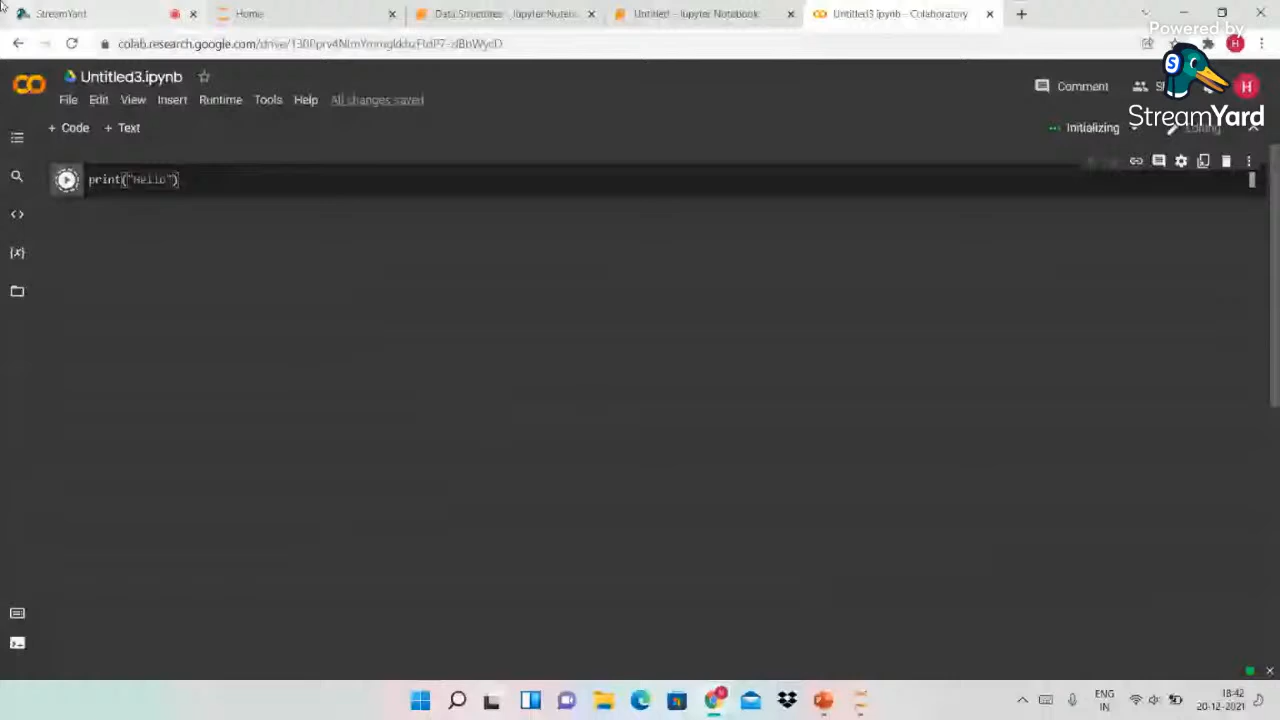 StreamYard
Home
Data Structures - Jupyter Noteb
Untitled - Jupyter Notebook
Untitled3.ipynb - Colaboratory
Powered by
StreamYard
Untitled3.ipynb
File Edit View Insert Runtime Tools Help All changes saved
Comment
H
+ Code + Text
Initializing
Editing
print("Hello")
ENG
IN
18:42
20-12-2021